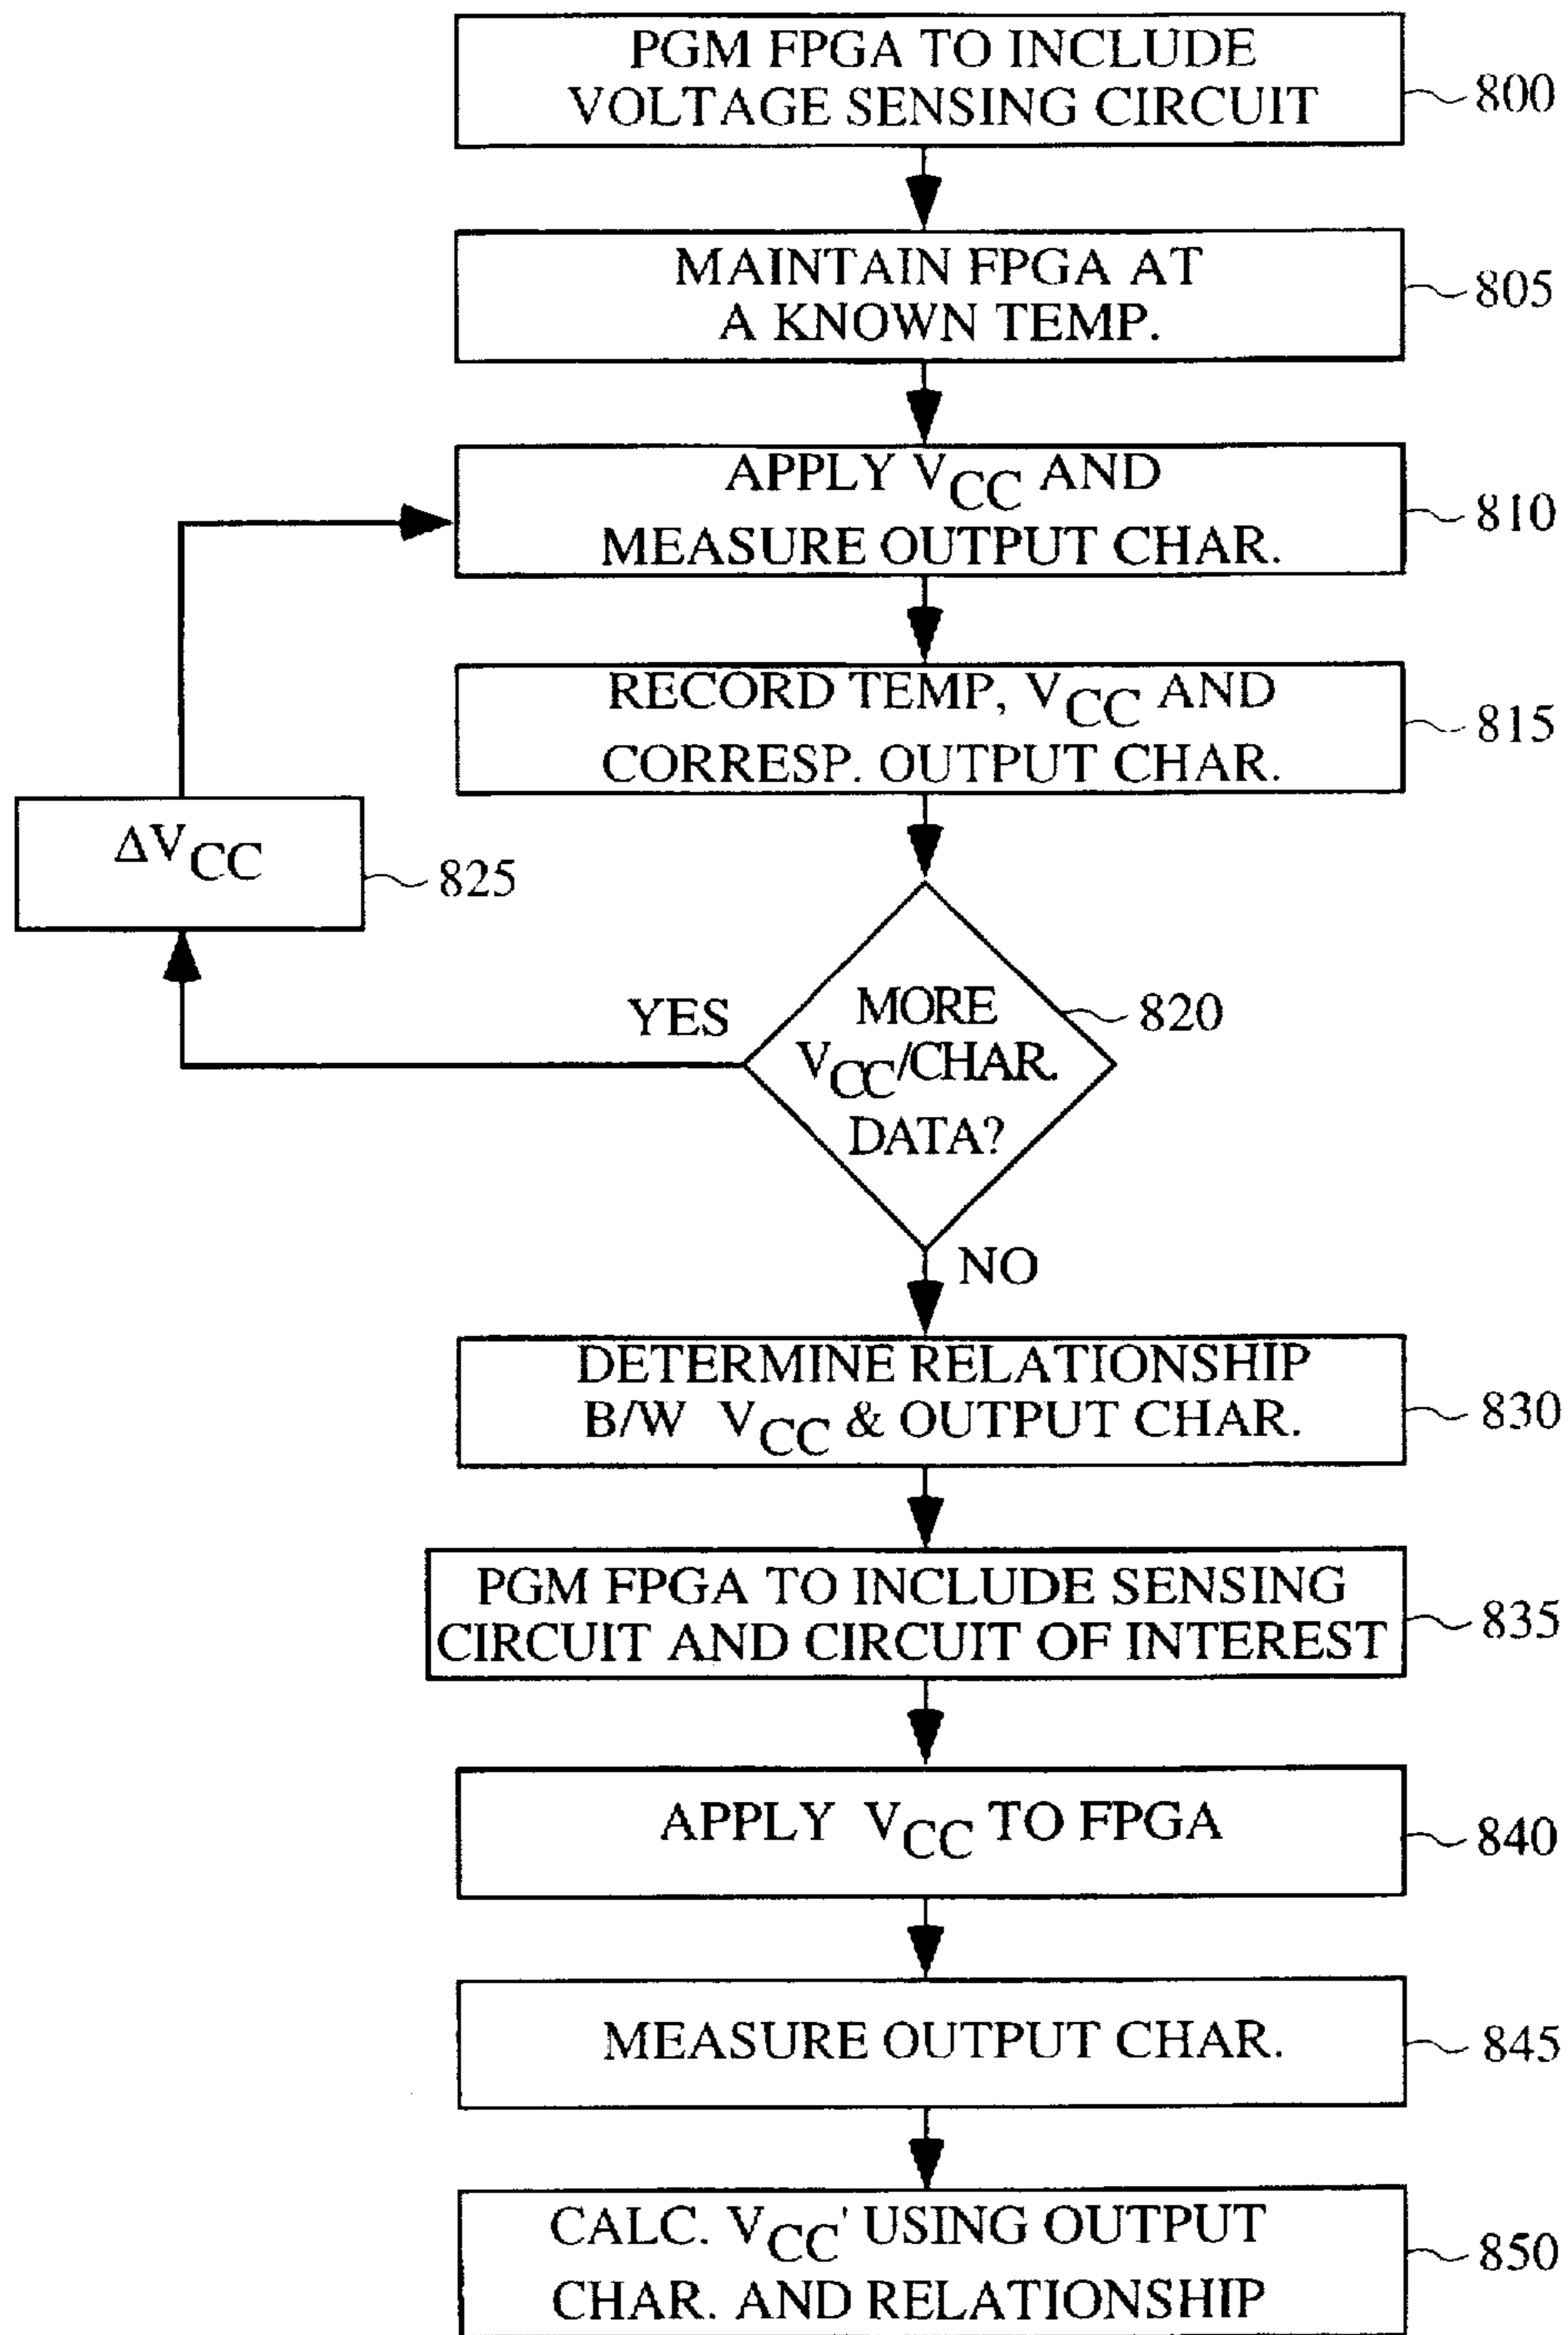 PGM FPGA TO INCLUDE
VOLTAGE SENSING CIRCUIT
800
MAINTAIN FPGA AT
A KNOWN TEMP.
805
APPLY VCC AND
MEASURE OUTPUT CHAR.
810
RECORD TEMP, VCC AND
CORRESP. OUTPUT CHAR.
815
ΔVCC
825
MORE
VCC/CHAR.
DATA?
820
YES
NO
DETERMINE RELATIONSHIP
B/W VCC & OUTPUT CHAR.
830
PGM FPGA TO INCLUDE SENSING
CIRCUIT AND CIRCUIT OF INTEREST
835
APPLY VCC TO FPGA
840
MEASURE OUTPUT CHAR.
845
CALC. VCC' USING OUTPUT
CHAR. AND RELATIONSHIP
850